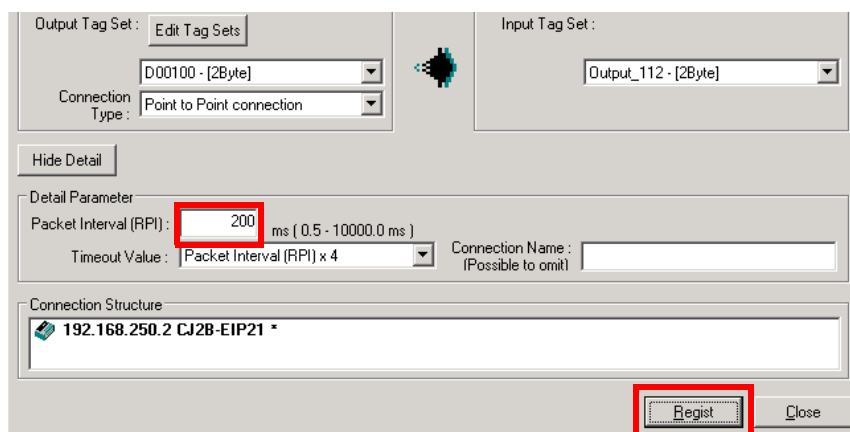 Output Tag Set : Edit Tag Sets Input Tag Set :
D00100 - [2Byte] Output_112 - [2Byte]
Connection Type : Point to Point connection
Hide Detail
Detail Parameter
Packet Interval (RPI) : 200 ms ( 0.5 - 10000.0 ms )
Timeout Value : Packet Interval (RPI) x 4 Connection Name :
(Possible to omit)
Connection Structure
192.168.250.2 CJ2B-EIP21 *
Regist Close